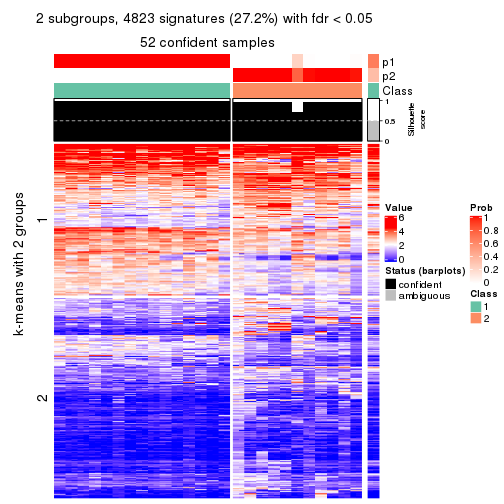 2 subgroups, 4823 signatures (27.2%) with fdr < 0.05
52 confident samples
p1
p2
Class
1
0.5
0
Silhouette
score
k-means with 2 groups
1
2
Value
6
4
2
0
Status (barplots)
confident
ambiguous
Prob
1
0.8
0.6
0.4
0.2
0
Class
1
2